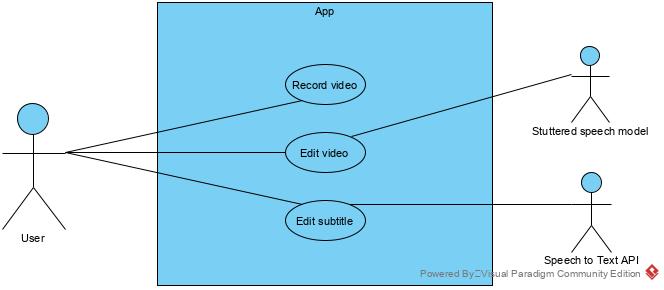 App
Record video
Stuttered speech model
Edit video
Edit subtitle
User
Speech to Text API
Powered By Visual Paradigm Community Edition